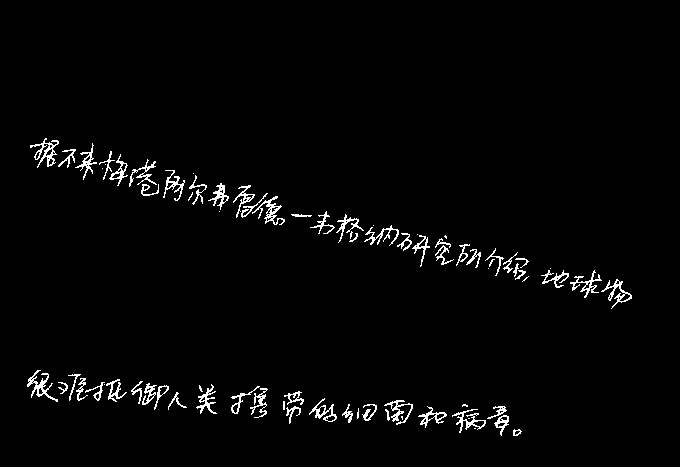 据不来梅港阿尔弗雷德一韦格纳研究所介绍,地球物
很难抵御人类携带的细菌和病毒。